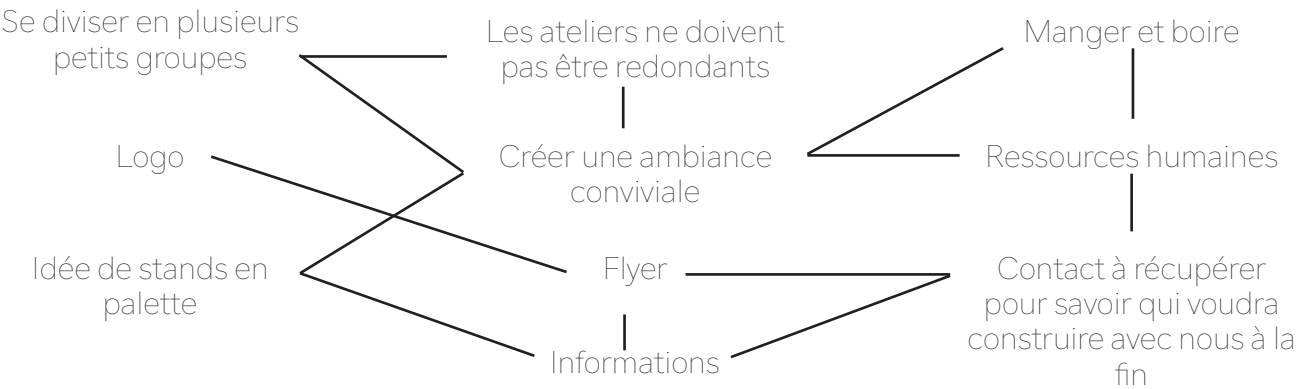 Se diviser en plusieurs
petits groupes
Les ateliers ne doivent
pas être redondants
Manger et boire
Logo
Créer une ambiance
conviviale
Ressources humaines
Idée de stands en
palette
Flyer
Contact à récupérer
pour savoir qui voudra
construire avec nous à la
fin
Informations